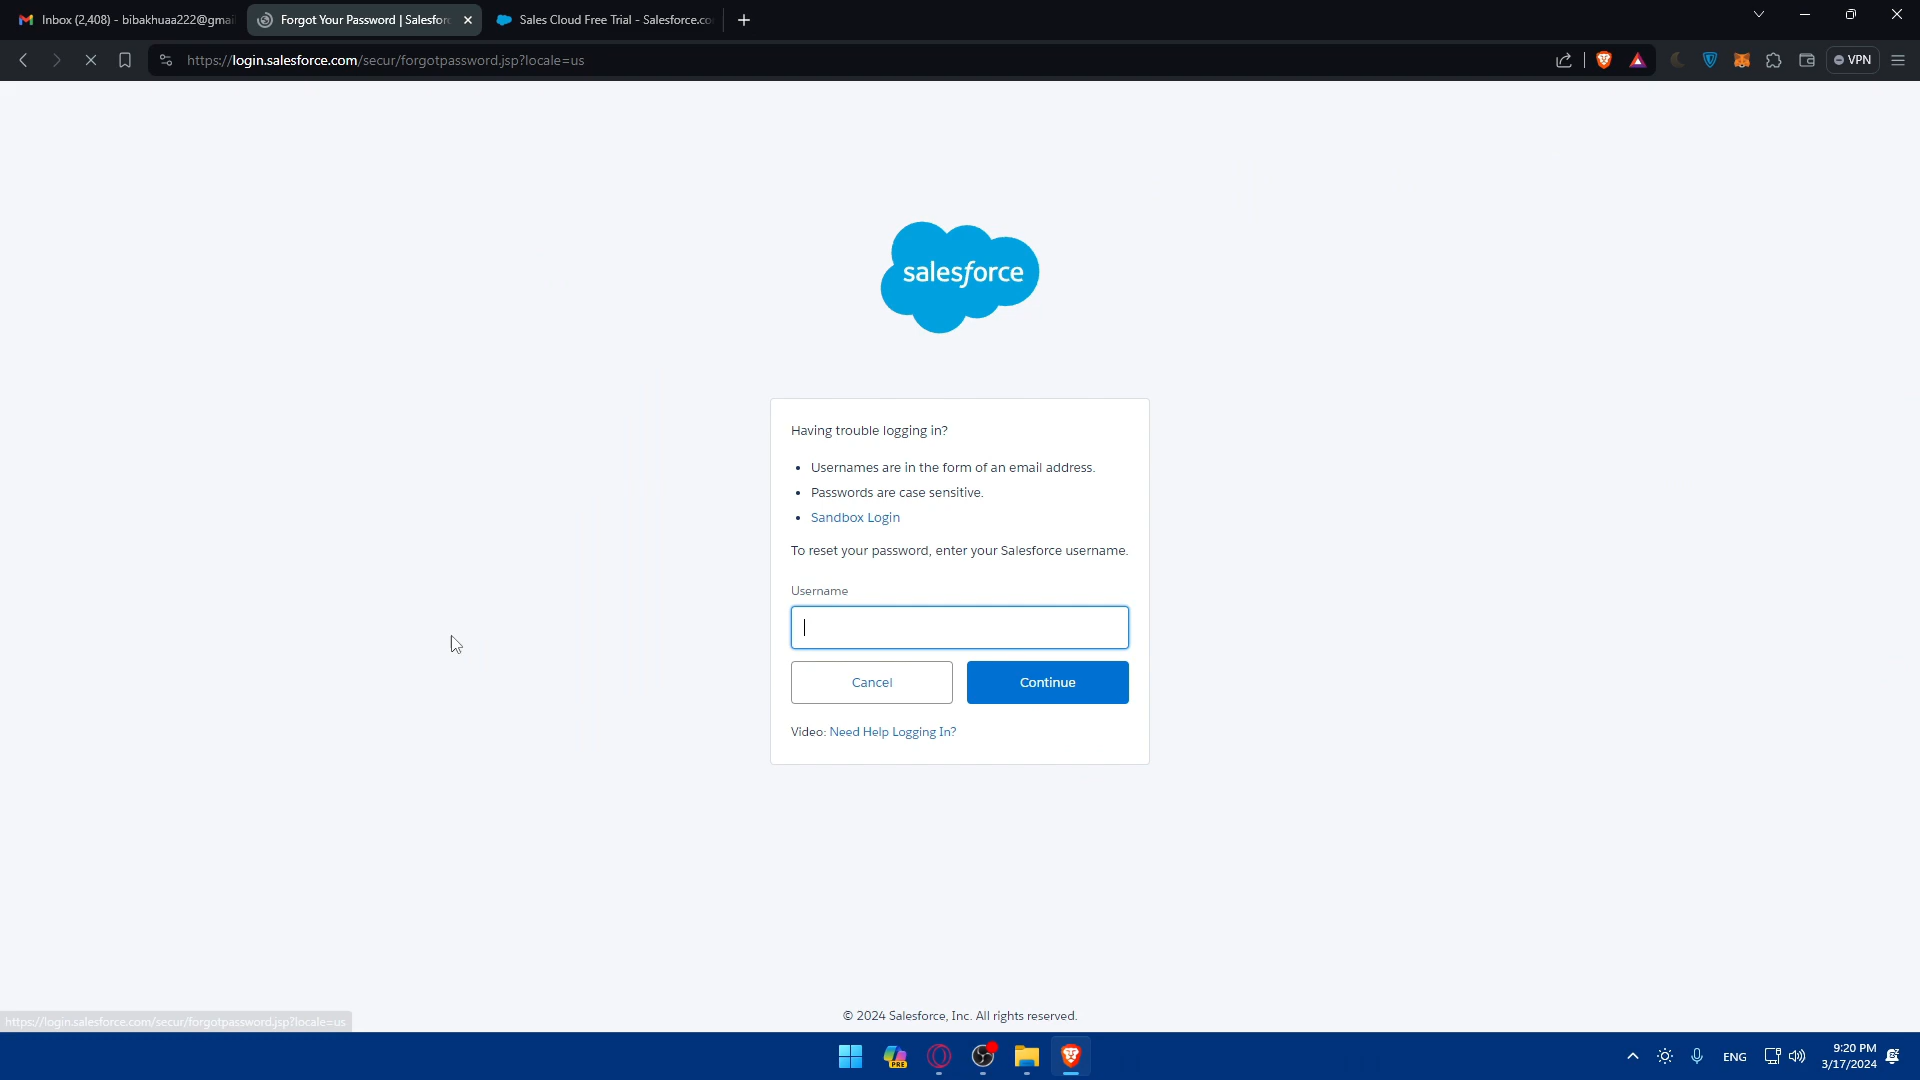 Inbox (2,408) - bibakhuaa222@gmai
Forgot Your Password | Salesforc
Sales Cloud Free Trial - Salesforce.co
https://login.salesforce.com/secur/forgotpassword.jsp?locale=us
VPN
salesforce
Having trouble logging in?
Usernames are in the form of an email address.
Passwords are case sensitive.
Sandbox Login
To reset your password, enter your Salesforce username.
Username
Cancel
Continue
Video: Need Help Logging In?
© 2024 Salesforce, Inc. All rights reserved.
https://login.salesforce.com/secur/forgotpassword.jsp?locale=us
PRE
ENG
9:20 PM
3/17/2024